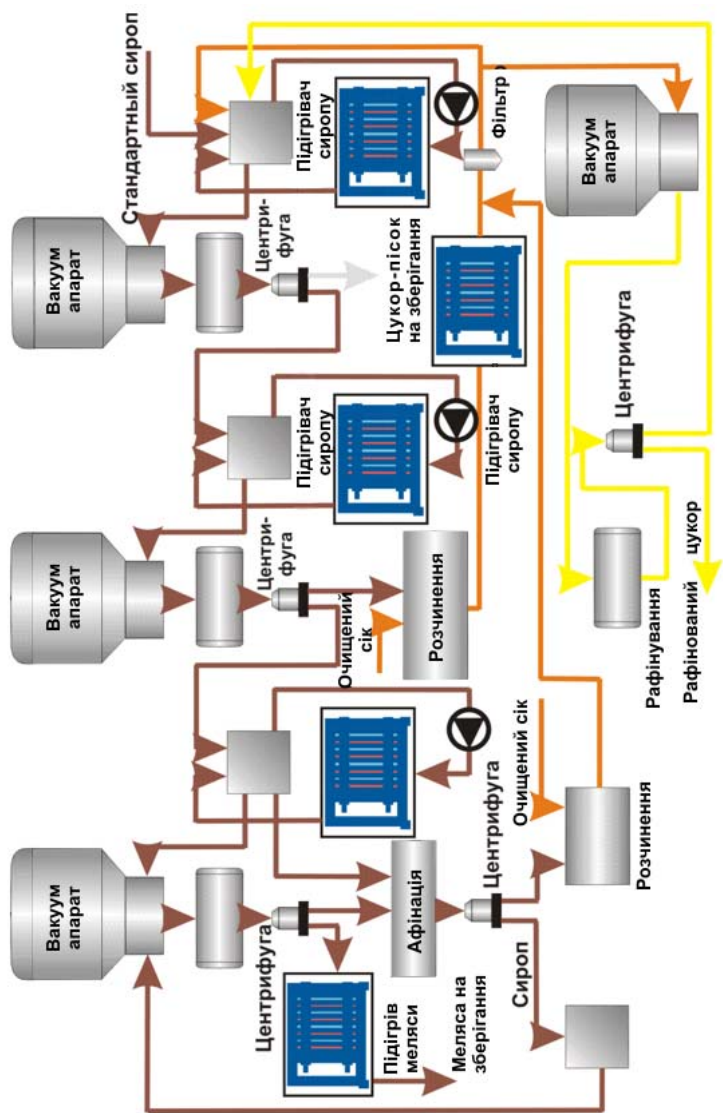 Вакуум
апарат
Стандартный сироп
Центри-
фуга
Підігрівач
сиропу
Фільтр
Вакуум
апарат
Цукор-пісок
на зберігання
Підігрівач
сиропу
Центрифуга
Рафінування
Рафінований цукор
Вакуум
апарат
Центри-
фуга
Підігрівач
сиропу
Очищений
сік
Розчинення
Вакуум
апарат
Центрифуга
Підігрів
меляси
Меляса на
зберігання
Афінація
Центрифуга
Сироп
Очищений сік
Розчинення